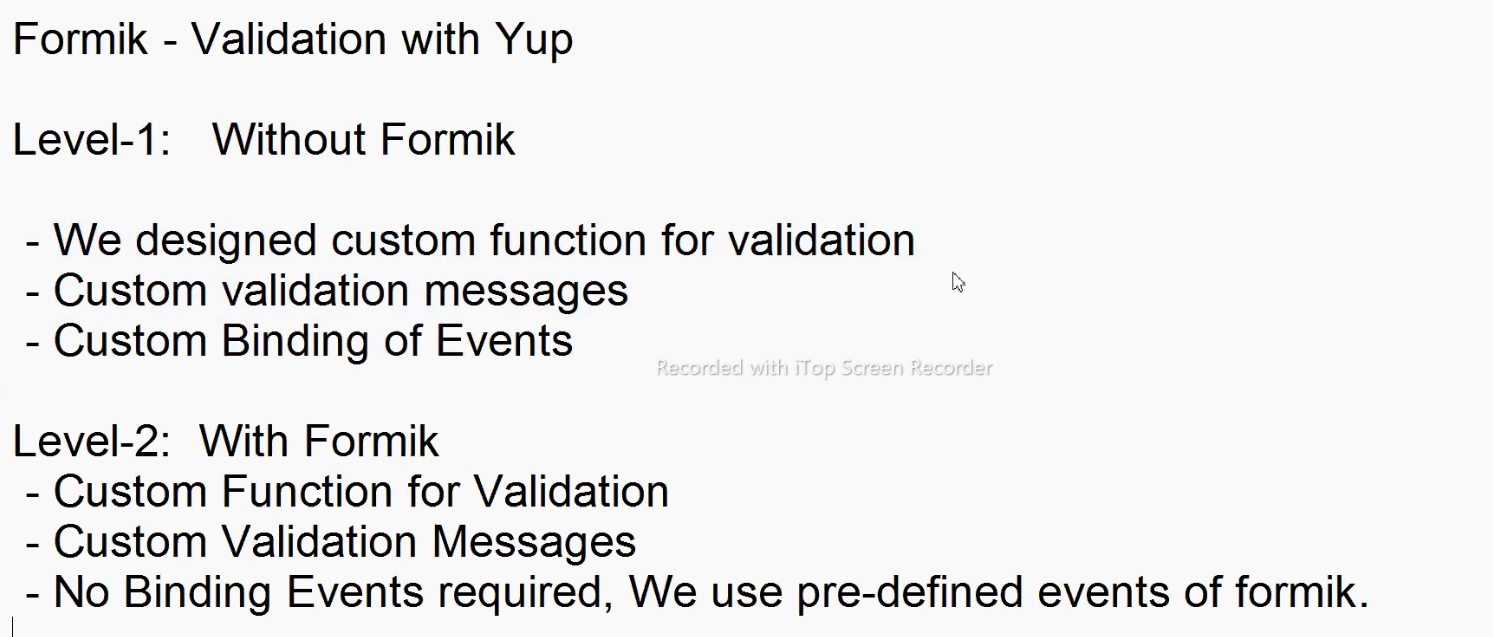 Formik - Validation with Yup
Level-1:   Without Formik
- We designed custom function for validation
- Custom validation messages
- Custom Binding of Events
Recorded with iTop Screen Recorder
Level-2:  With Formik
- Custom Function for Validation
- Custom Validation Messages
- No Binding Events required, We use pre-defined events of formik.